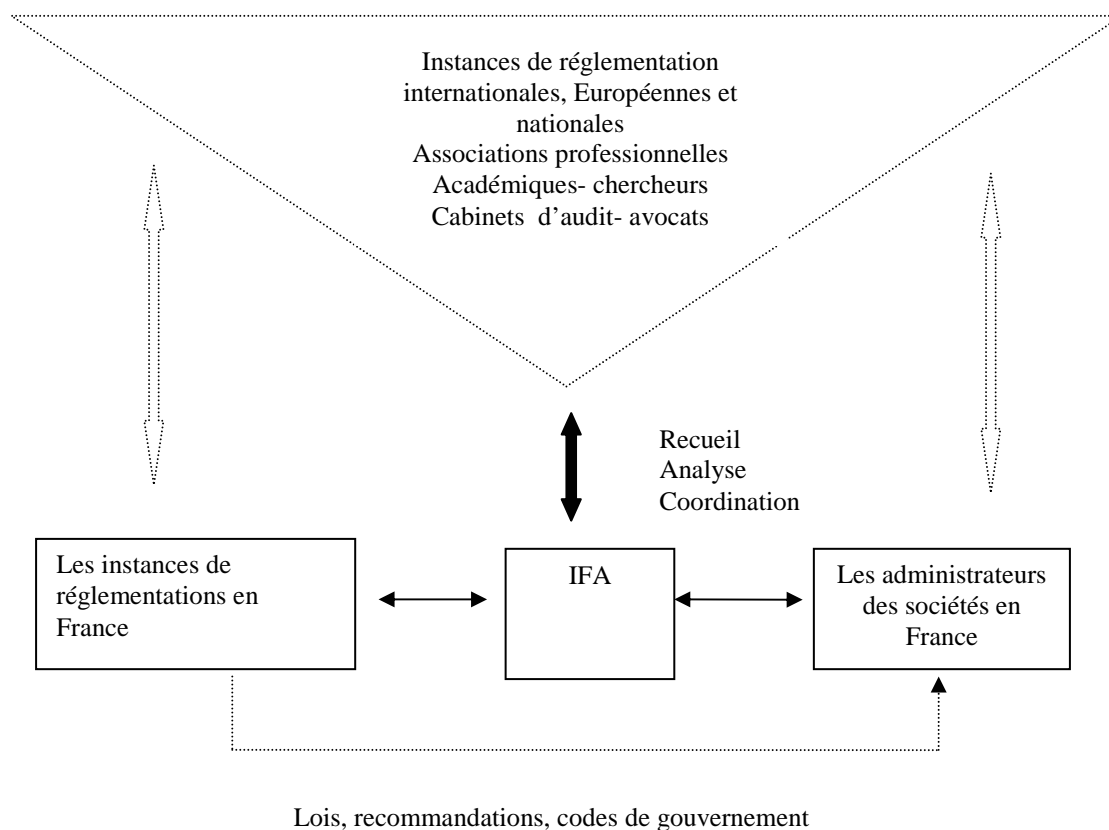 Instances de réglementation
internationales, Européennes et
nationales
Associations professionnelles
Académiques- chercheurs
Cabinets d’audit- avocats
Recueil
Analyse
Coordination
Les instances de
réglementations en
France
IFA
Les administrateurs
des sociétés en
France
Lois, recommandations, codes de gouvernement